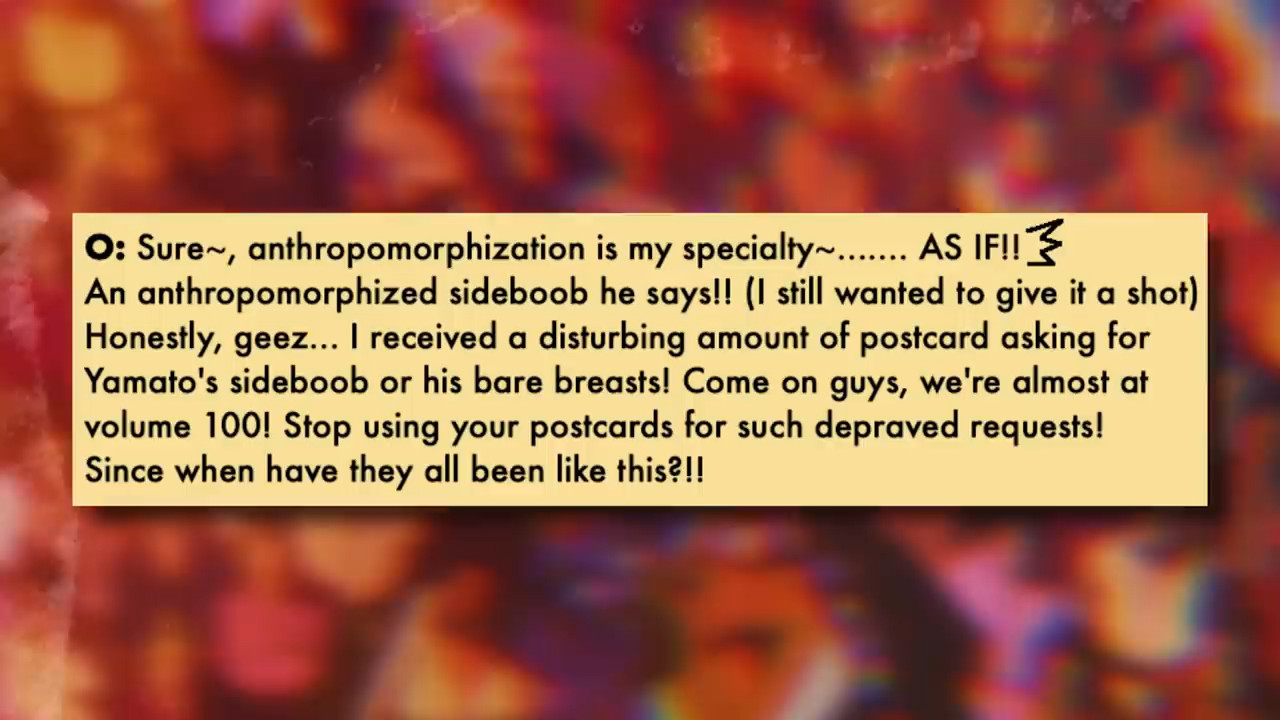 O: Sure~, anthropomorphization is my specialty~....... AS IF!!
An anthropomorphized sideboob he says!! (I still wanted to give it a shot)
Honestly, geez... I received a disturbing amount of postcard asking for
Yamato's sideboob or his bare breasts! Come on guys, we're almost at
volume 100! Stop using your postcards for such depraved requests!
Since when have they all been like this?!!